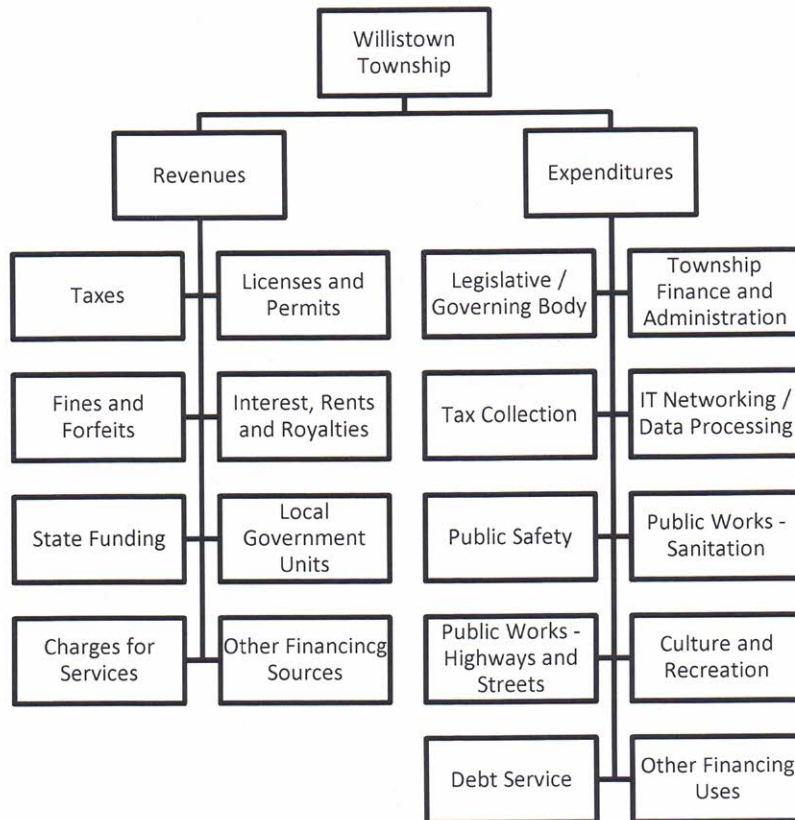 Willistown
Township
Revenues
Expenditures
Taxes
Licenses and
Permits
Legislative /
Governing Body
Township
Finance and
Administration
Fines and
Forfeits
Interest, Rents
and Royalties
Tax Collection
IT Networking /
Data Processing
State Funding
Local
Government
Units
Public Safety
Public Works -
Sanitation
Charges for
Services
Other Financincg
Sources
Public Works -
Highways and
Streets
Culture and
Recreation
Debt Service
Other Financing
Uses